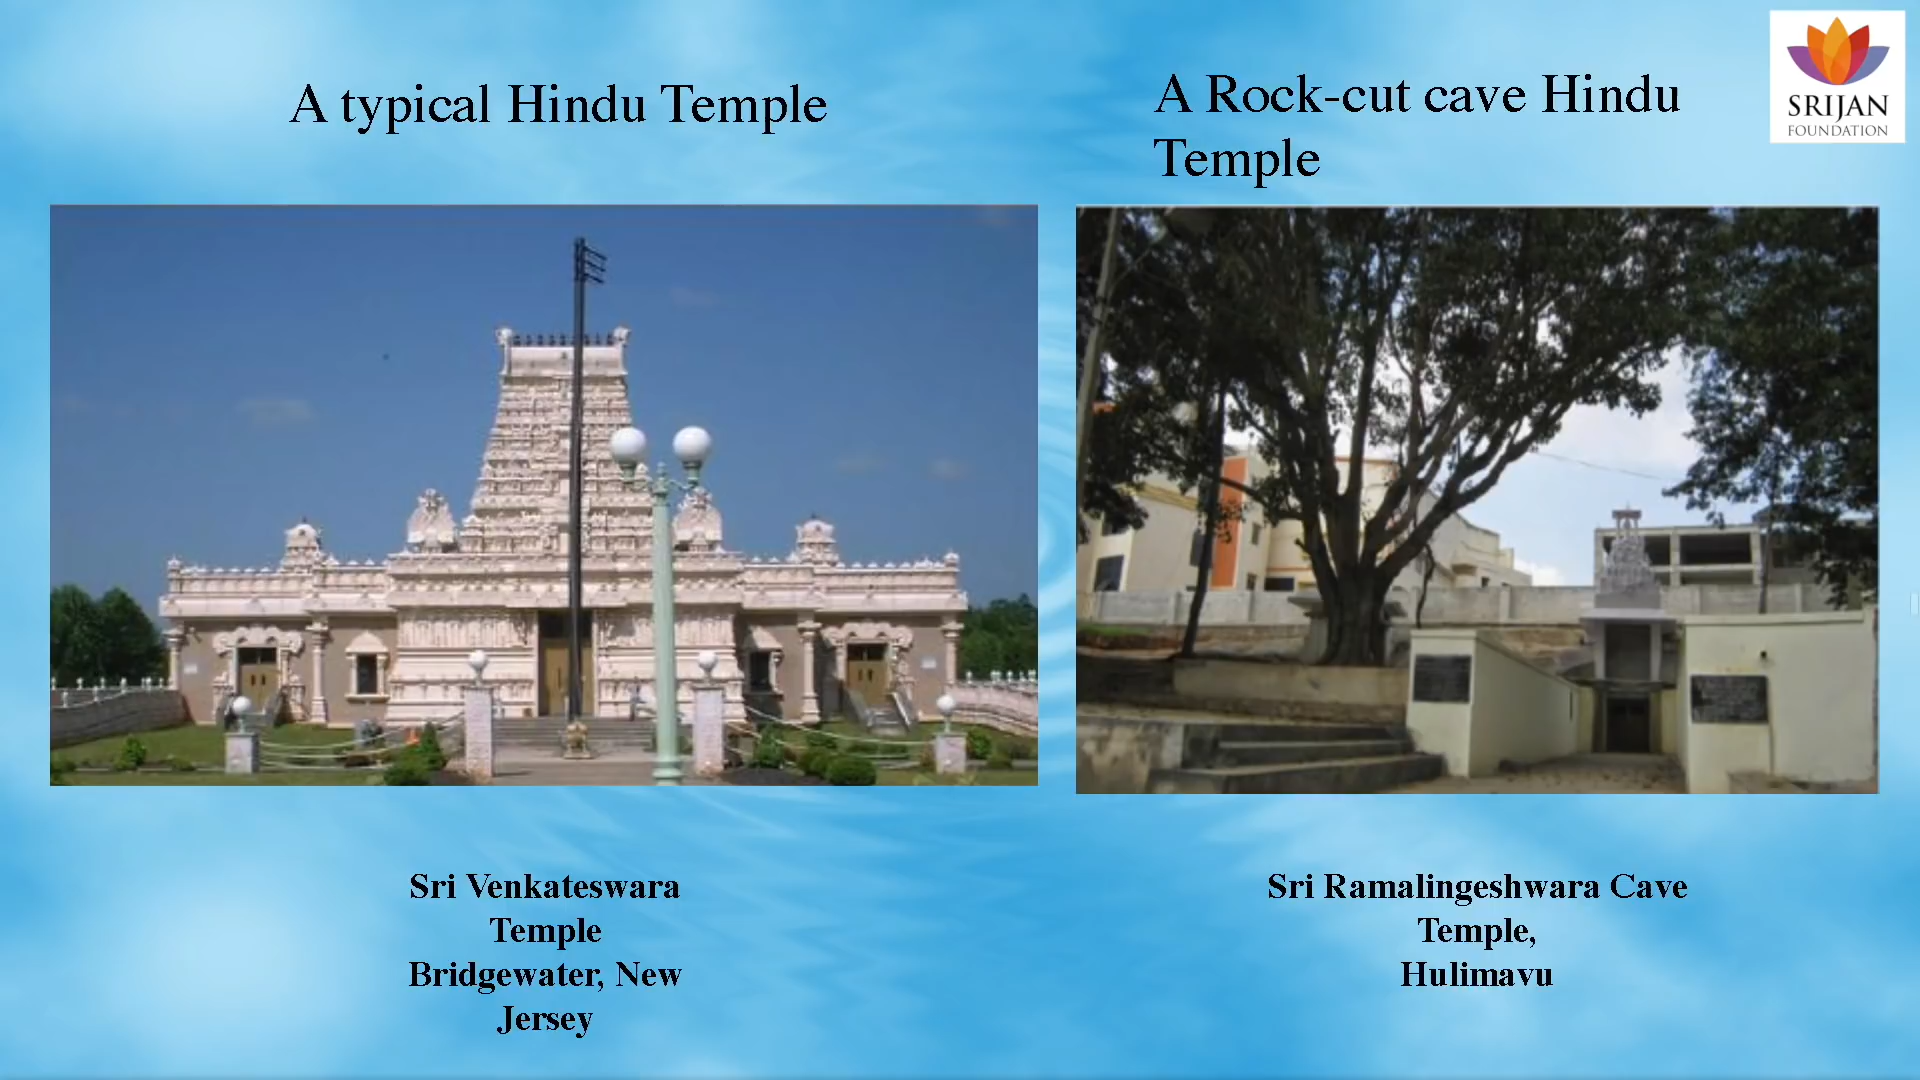 A typical Hindu Temple
A Rock-cut cave Hindu
Temple
SRIJAN
FOUNDATION
Sri Venkateswara
Temple
Bridgewater, New
Jersey
Sri Ramalingeshwara Cave
Temple,
Hulimavu